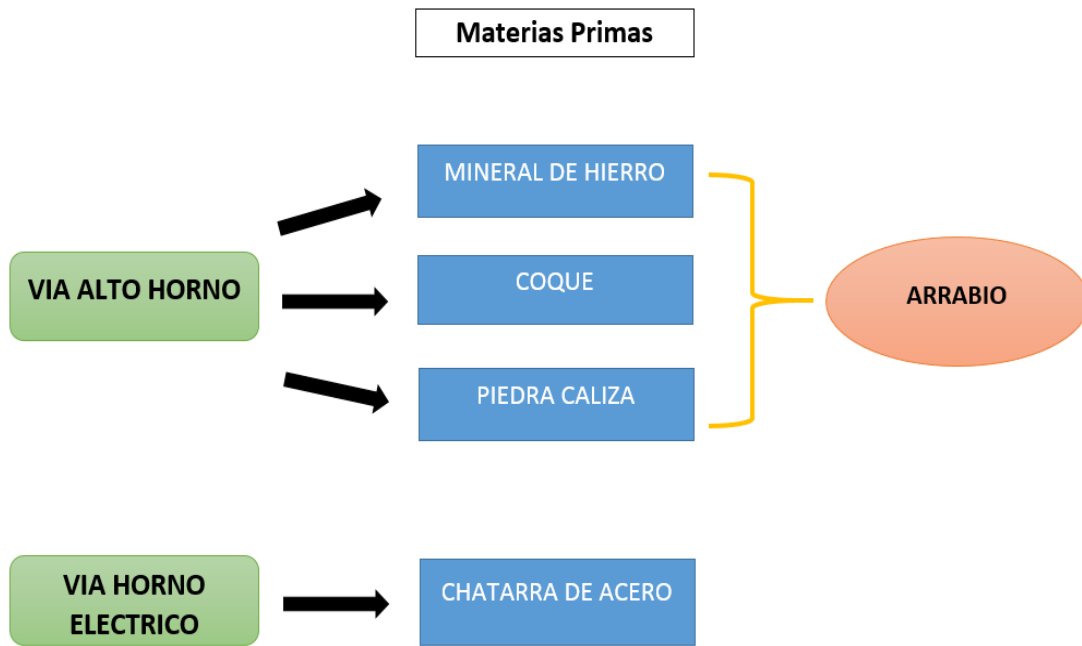 Materias Primas
MINERAL DE HIERRO
VIA ALTO HORNO
COQUE
ARRABIO
PIEDRA CALIZA
VIA HORNO
ELECTRICO
CHATARRA DE ACERO